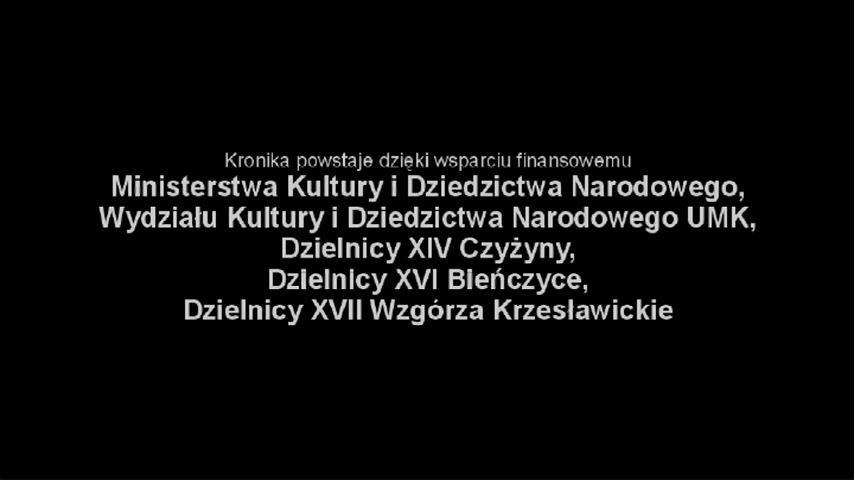 Kronika powstaje dzięki wsparciu finansowemu
Ministerstwa Kultury i Dziedzictwa Narodowego,
Wydziału Kultury i Dziedzictwa Narodowego UMK,
Dzielnicy XIV Czyżyny,
Dzielnicy XVI Bieńczyce,
Dzielnicy XVII Wzgórza Krzesławickie